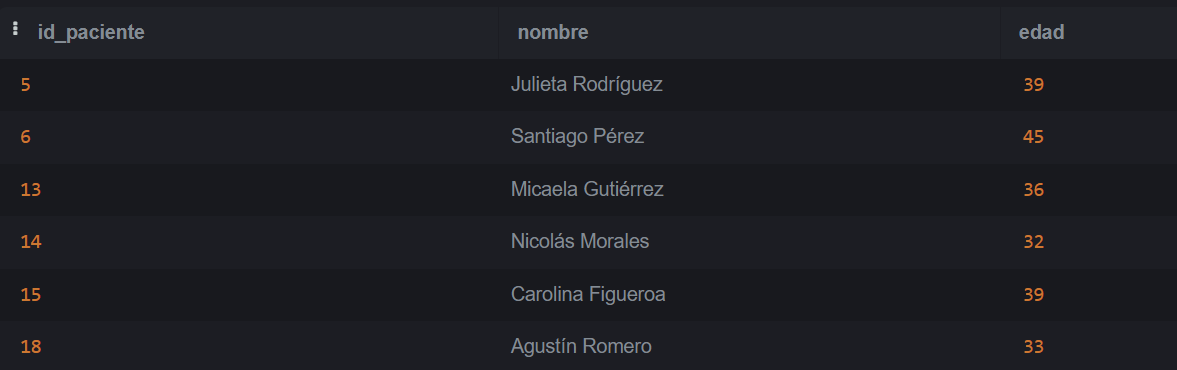 id_paciente nombre edad
5 Julieta Rodríguez 39
6 Santiago Pérez 45
13 Micaela Gutiérrez 36
14 Nicolás Morales 32
15 Carolina Figueroa 39
18 Agustín Romero 33